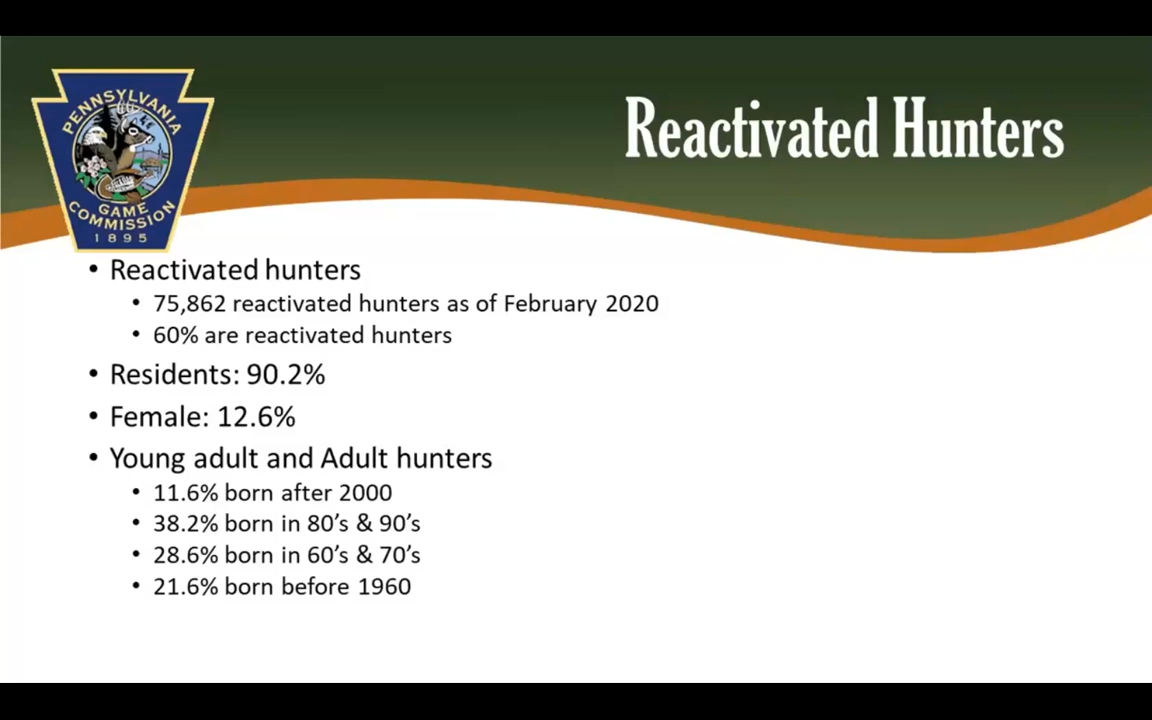 PENNSYLVANIA
GAME
COMMISSION
1895
Reactivated Hunters
• Reactivated hunters
• 75,862 reactivated hunters as of February 2020
• 60% are reactivated hunters
• Residents: 90.2%
• Female: 12.6%
• Young adult and Adult hunters
• 11.6% born after 2000
• 38.2% born in 80’s & 90’s
• 28.6% born in 60’s & 70’s
• 21.6% born before 1960